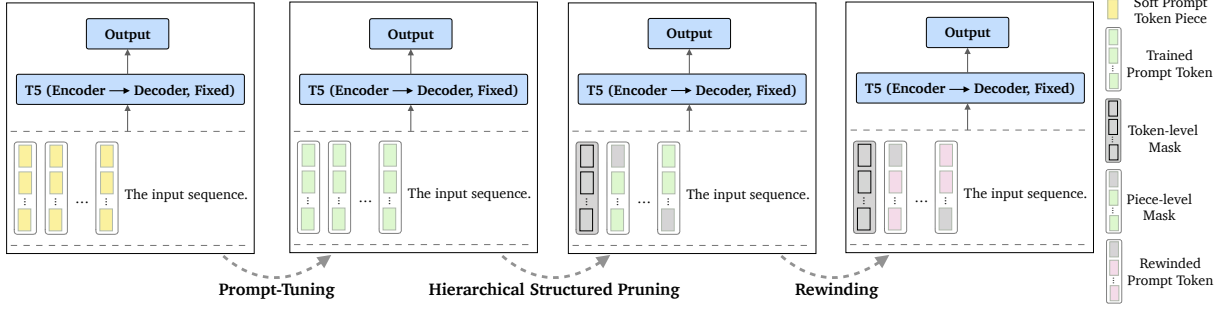 Output
T5 (Encoder → Decoder, Fixed)
... The input sequence.
Output
T5 (Encoder → Decoder, Fixed)
... The input sequence.
Output
T5 (Encoder → Decoder, Fixed)
... The input sequence.
Output
T5 (Encoder → Decoder, Fixed)
... The input sequence.
Prompt-Tuning
Hierarchical Structured Pruning
Rewinding
Soft Prompt
Token Piece
Trained
Prompt Token
Token-level
Mask
Piece-level
Mask
Rewinded
Prompt Token